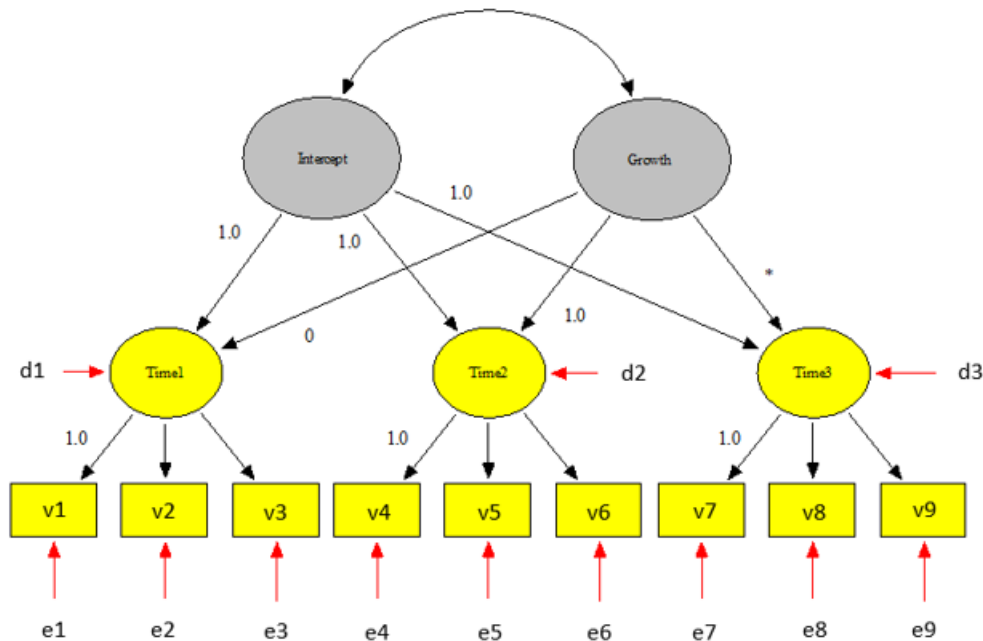 Intercept
Growth
1.0
1.0
1.0
1.0
0
*
d1
Time1
Time2
d2
Time3
d3
1.0
1.0
1.0
v1
v2
v3
v4
v5
v6
v7
v8
v9
e1
e2
e3
e4
e5
e6
e7
e8
e9